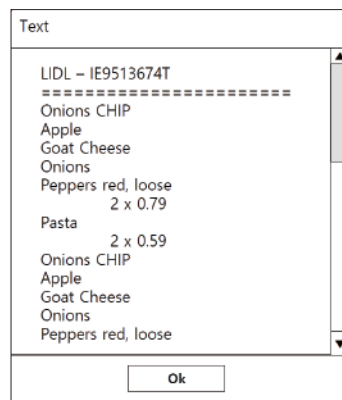 Text
LIDL – IE9513674T
=======================
Onions CHIP
Apple
Goat Cheese
Onions
Peppers red, loose
2 x 0.79
Pasta
2 x 0.59
Onions CHIP
Apple
Goat Cheese
Onions
Peppers red, loose
Ok